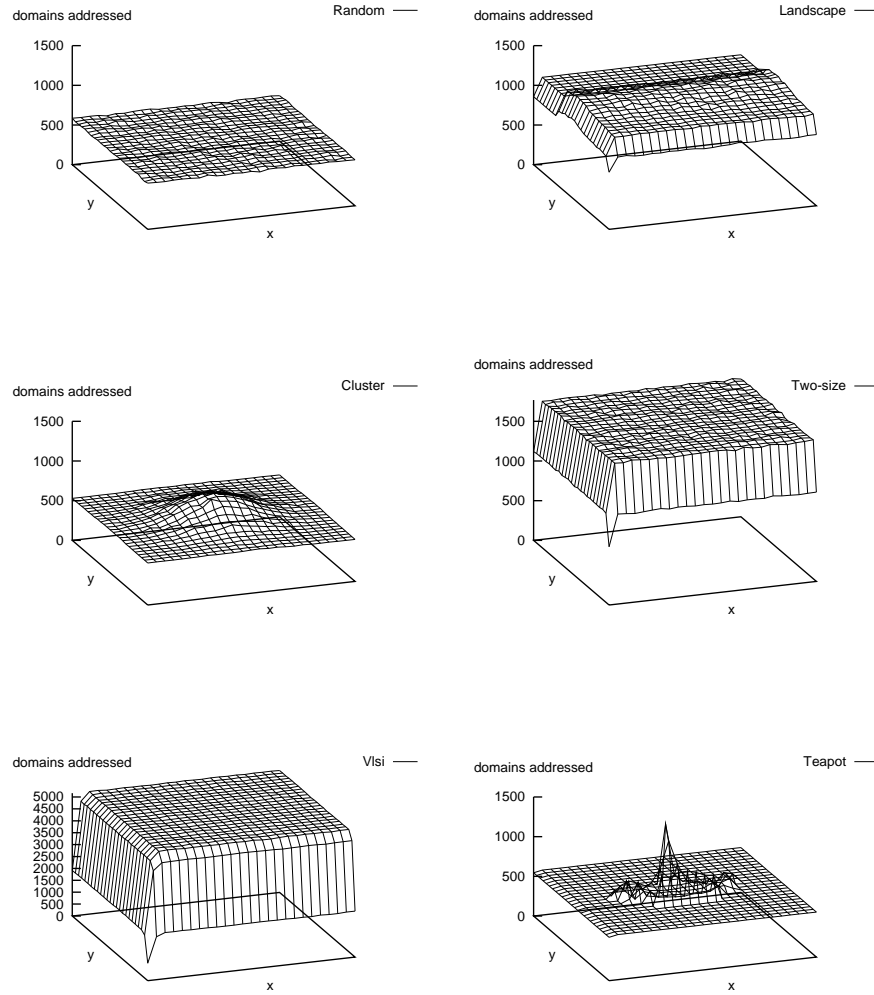 domains addressed
Random
1500
1000
500
0
y
x
domains addressed
Landscape
1500
1000
500
0
y
x
domains addressed
Cluster
1500
1000
500
0
y
x
domains addressed
Two-size
1500
1000
500
0
y
x
domains addressed
Vlsi
5000
4500
4000
3500
3000
2500
2000
1500
1000
500
0
y
x
domains addressed
Teapot
1500
1000
500
0
y
x